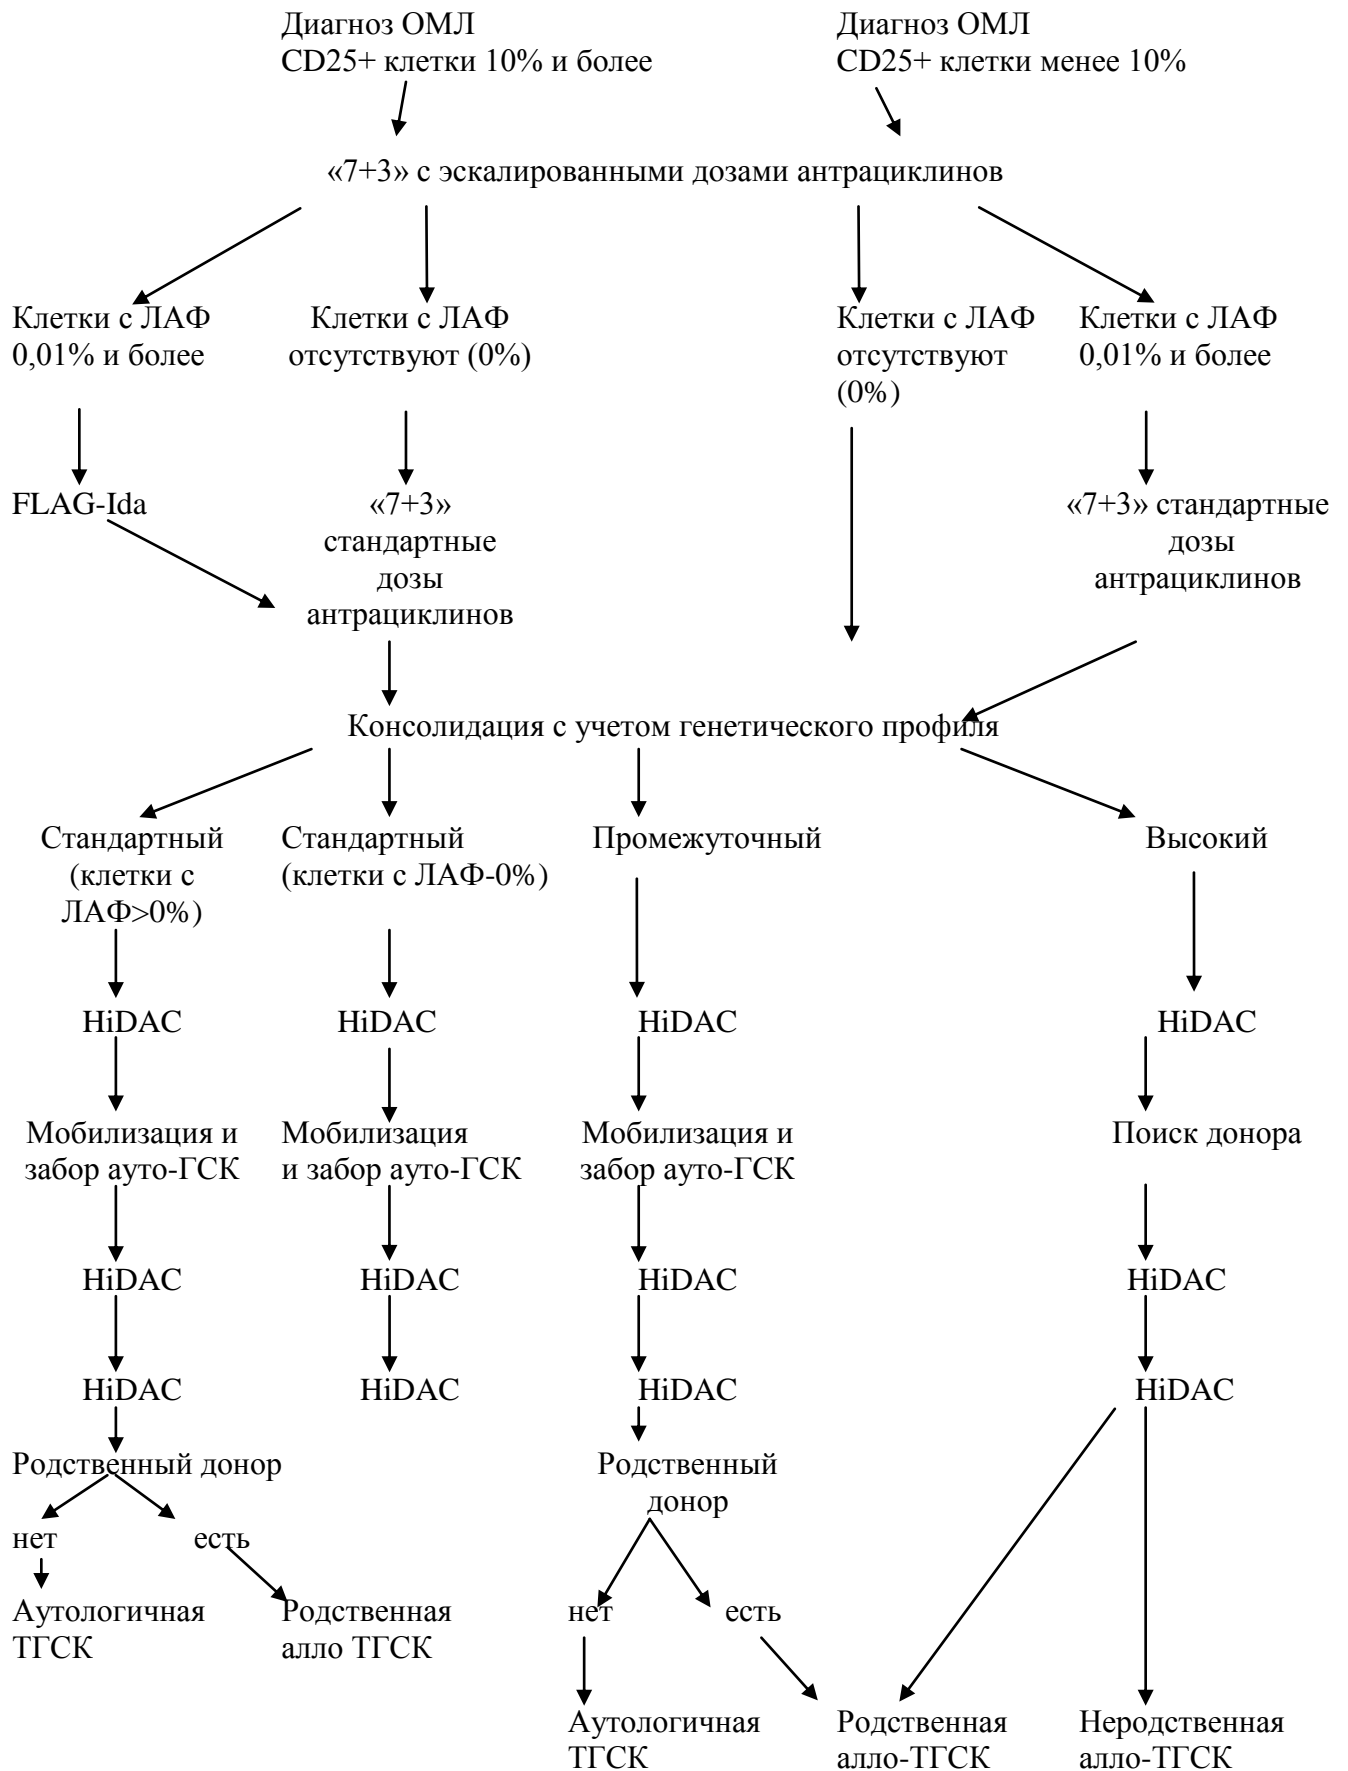 Диагноз ОМЛ
CD25+ клетки 10% и более
Диагноз ОМЛ
CD25+ клетки менее 10%
«7+3» с эскалированными дозами антрациклинов
Клетки с ЛАФ
0,01% и более
Клетки с ЛАФ
отсутствуют (0%)
Клетки с ЛАФ
отсутствуют
(0%)
Клетки с ЛАФ
0,01% и более
FLAG-Ida
«7+3»
стандартные
дозы
антрациклинов
«7+3» стандартные
дозы
антрациклинов
Консолидация с учетом генетического профиля
Стандартный
(клетки с
ЛАФ>0%)
Стандартный
(клетки с ЛАФ-0%)
Промежуточный
Высокий
HiDAC
HiDAC
HiDAC
HiDAC
Мобилизация и
забор ауто-ГСК
Мобилизация
и забор ауто-ГСК
Мобилизация и
забор ауто-ГСК
Поиск донора
HiDAC
HiDAC
HiDAC
HiDAC
HiDAC
HiDAC
HiDAC
HiDAC
Родственный донор
Родственный
донор
нет
есть
Аутологичная
ТГСК
Родственная
алло ТГСК
нет
есть
Аутологичная
ТГСК
Родственная
алло-ТГСК
Неродственная
алло-ТГСК